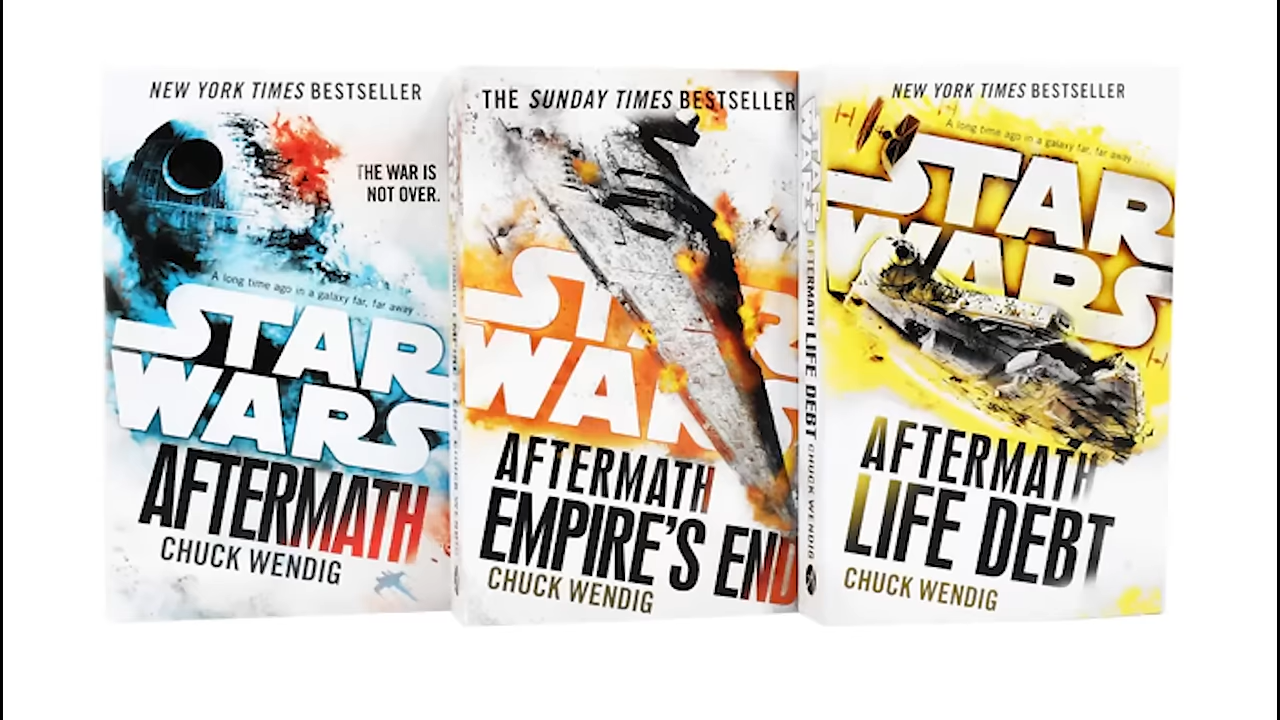 NEW YORK TIMES BESTSELLER
THE WAR IS
NOT OVER.
A long time ago in a galaxy far, far away....
STAR
WARS
AFTERMATH
CHUCK WENDIG
THE SUNDAY TIMES BESTSELLER
STAR
WARS
AFTERMATH
EMPIRE'S END
CHUCK WENDIG
AFTERMATH LIFE DEBT CHUCK WENDIG
NEW YORK TIMES BESTSELLER
A long time ago in a galaxy far, far away....
STAR
WARS
AFTERMATH
LIFE DEBT
CHUCK WENDIG